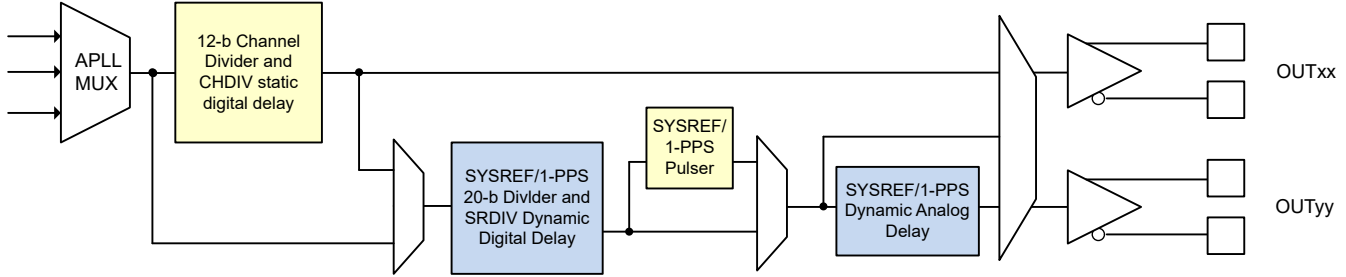 APLL
MUX
12-b Channel
Divider and
CHDIV static
digital delay
SYSREF/1-PPS
20-b Divlder and
SRDIV Dynamic
Digital Delay
SYSREF/
1-PPS
Pulser
SYSREF/1-PPS
Dynamic Analog
Delay
OUTxx
OUTyy